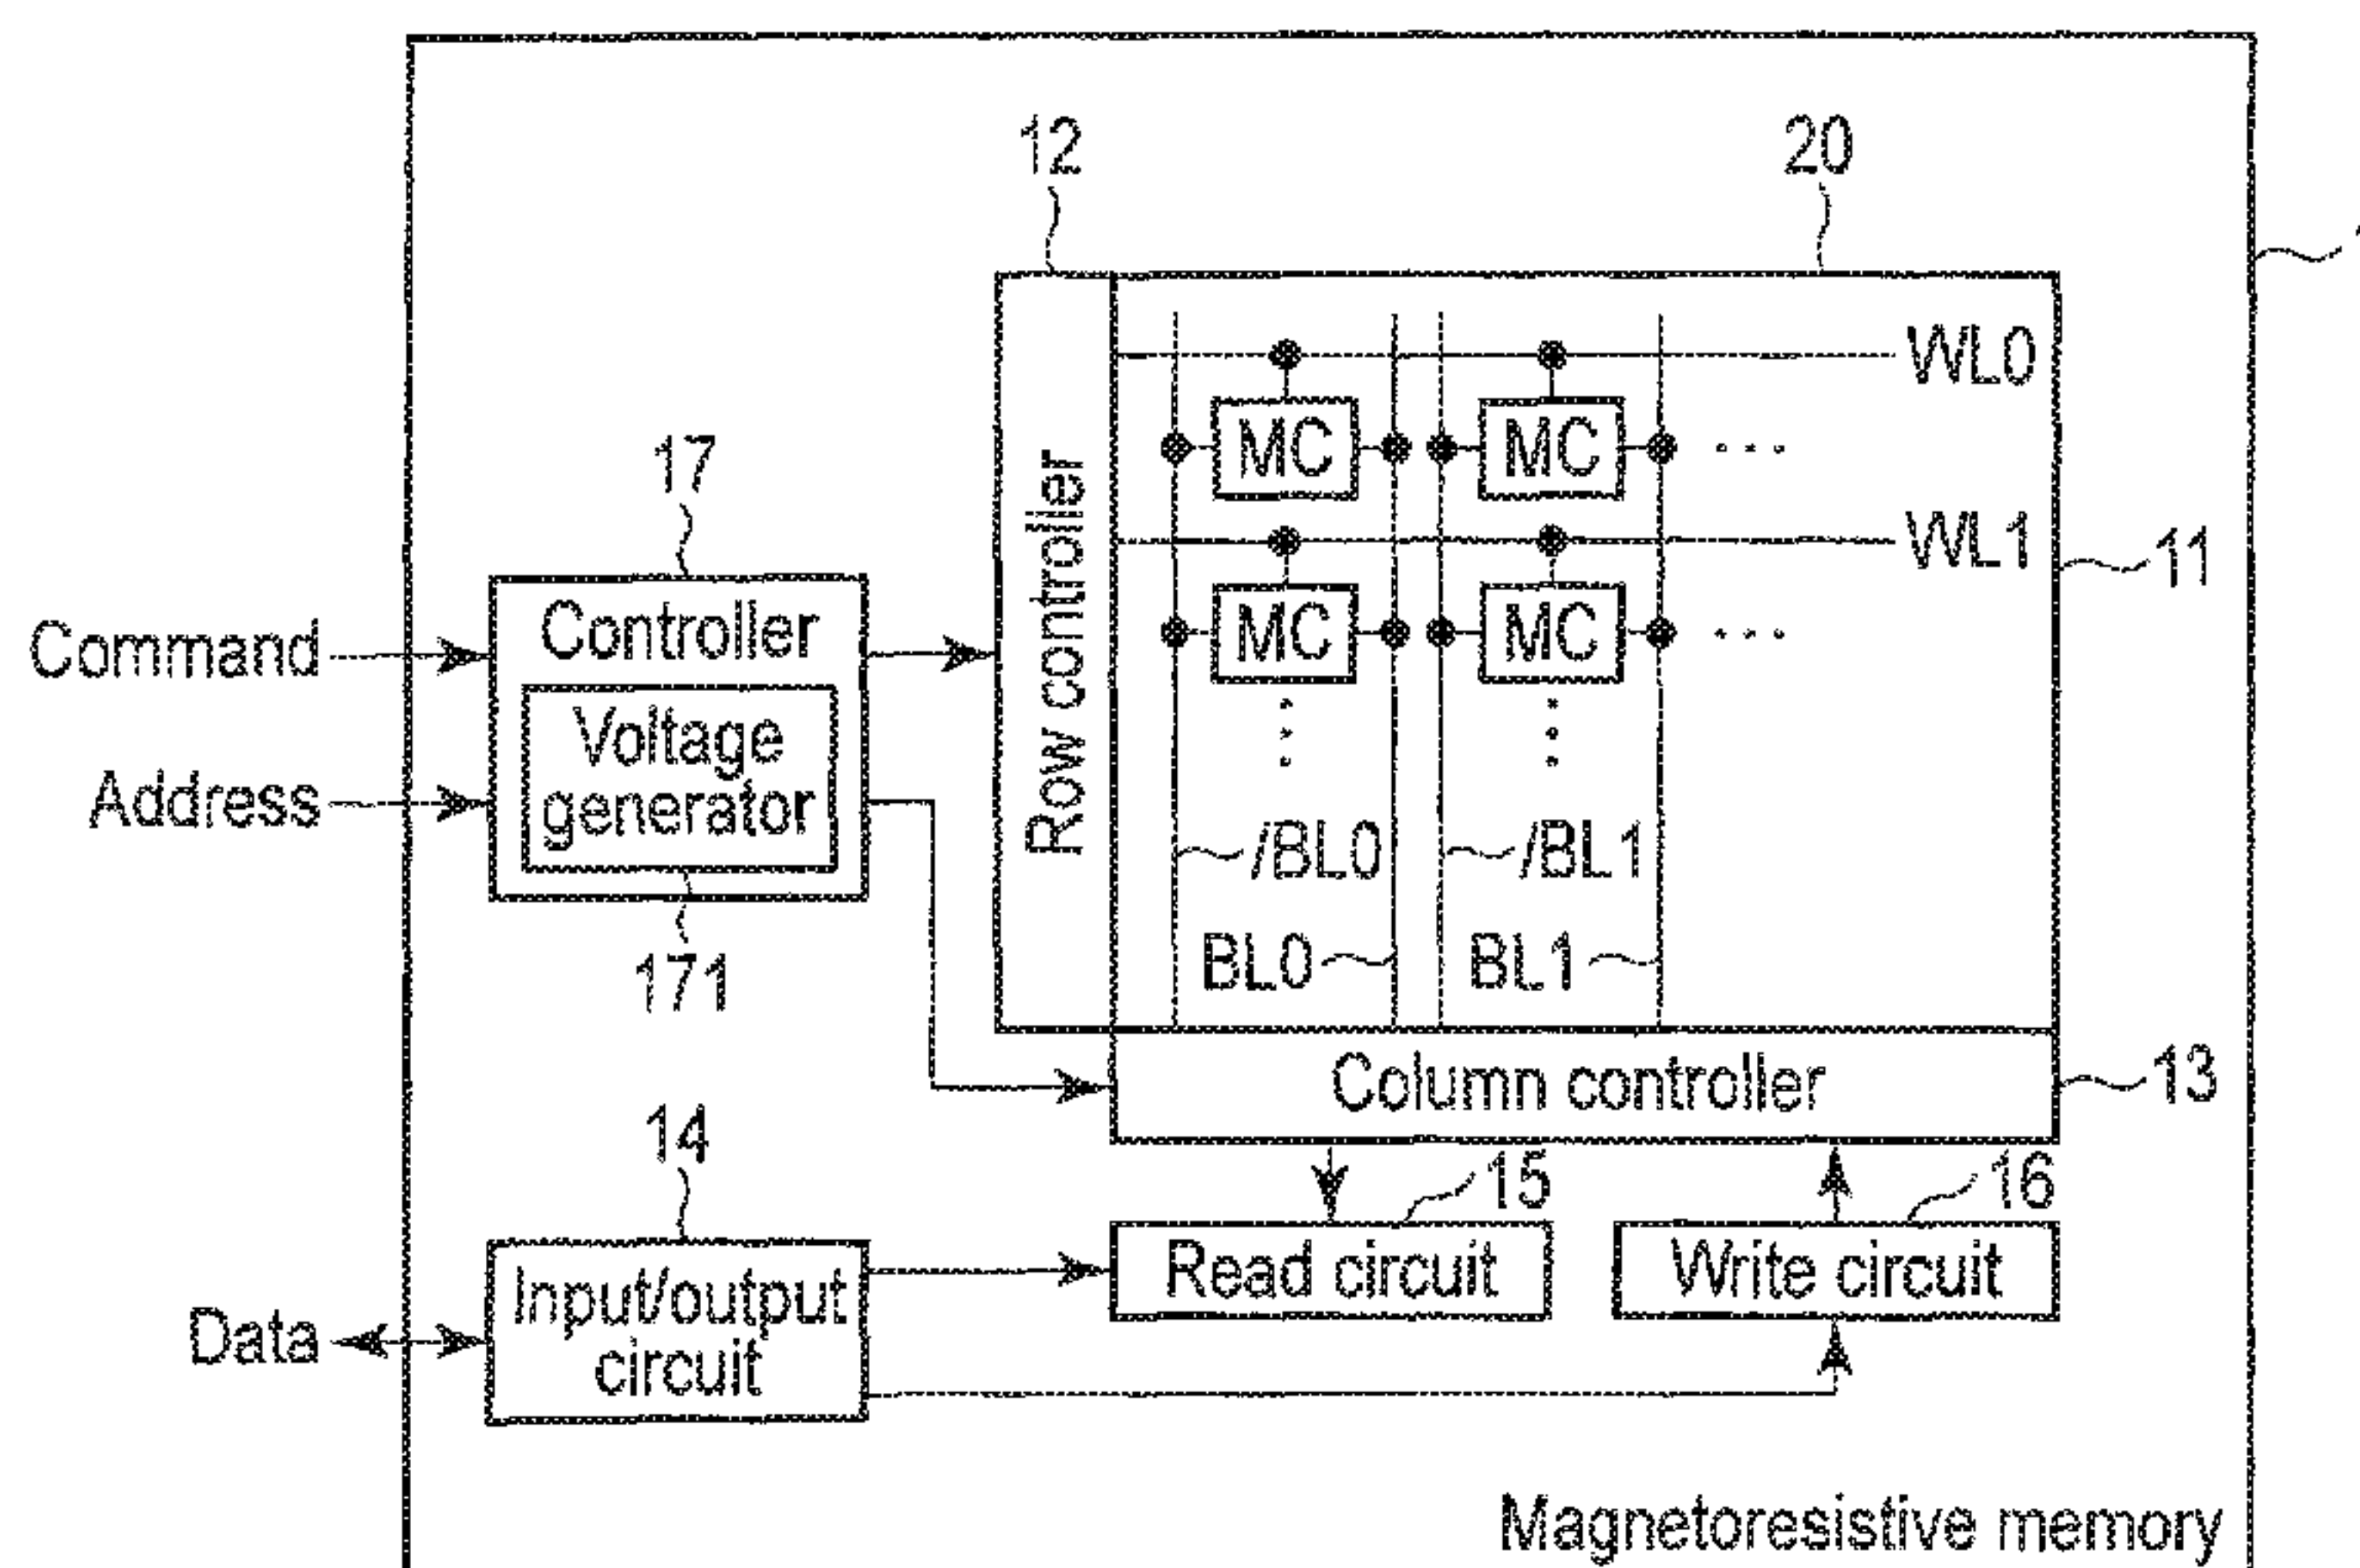 12
20
WL0
MC
MC
17
WL1
11
Controller
Command
MC
MC
Row controller
Voltage
generator
Address
/BL0
/BL1
BL0
BL1
171
Column controller
13
14
15
16
Read circuit
Write circuit
Input/output
circuit
Data
Magnetoresistive memory